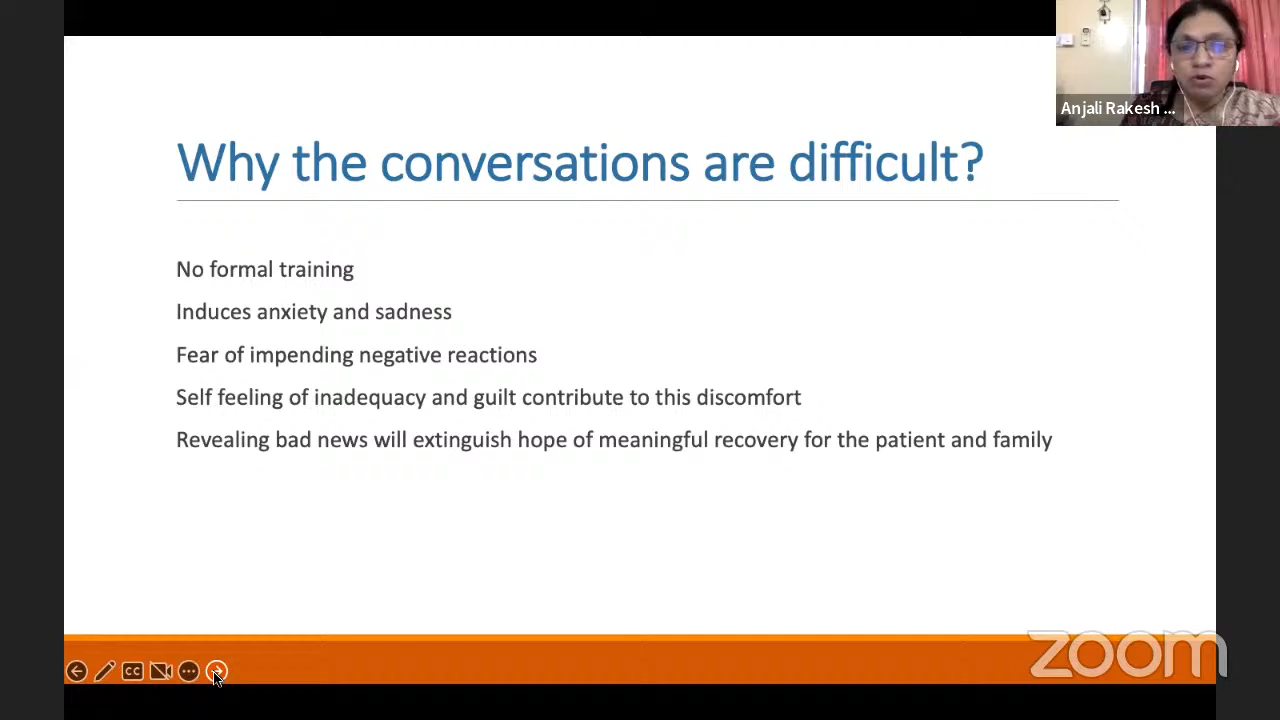 Anjali Rakesh ...
Why the conversations are difficult?
No formal training
Induces anxiety and sadness
Fear of impending negative reactions
Self feeling of inadequacy and guilt contribute to this discomfort
Revealing bad news will extinguish hope of meaningful recovery for the patient and family
CC
zoom